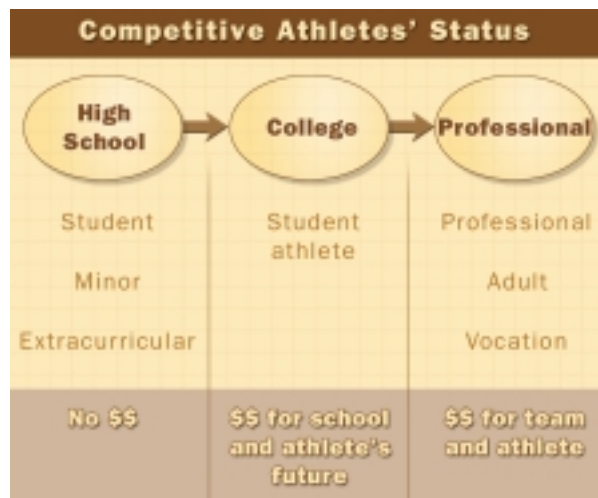 Competitive Athletes' Status
High
School
College
Professional
Student
Minor
Extracurricular
Student
athlete
Professional
Adult
Vocation
No $$
$$ for school
and athlete's
future
$$ for team
and athlete